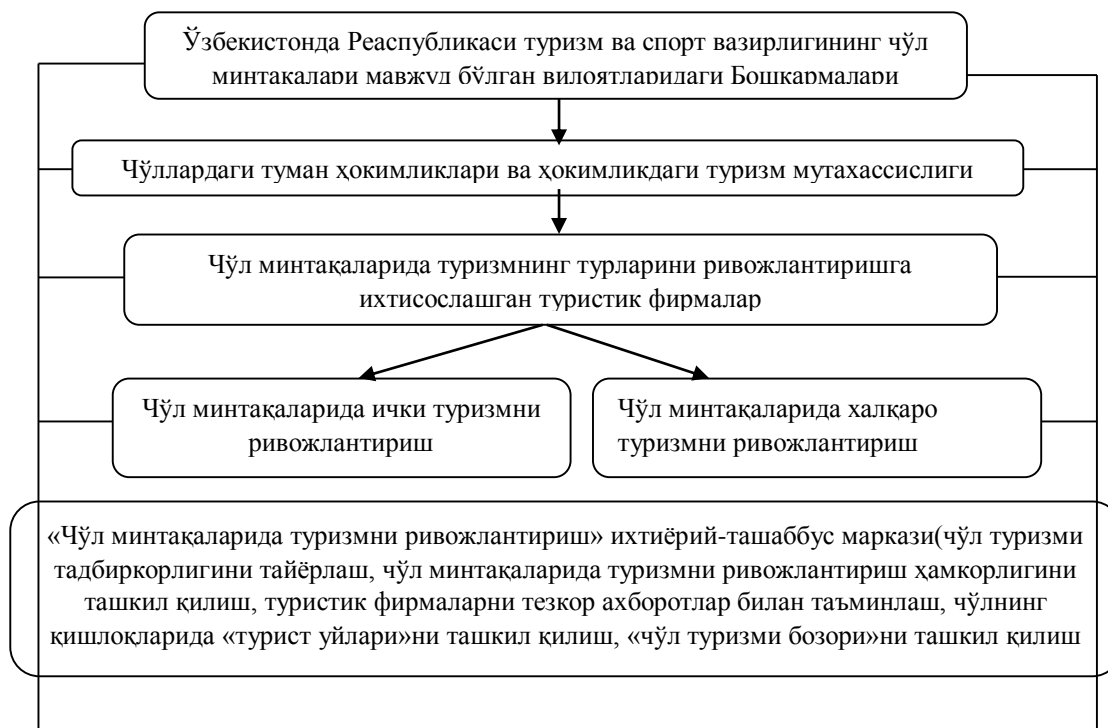 Ўзбекистонда Реаспубликаси туризм ва спорт вазирлигининг чўл
минтақалари мавжуд бўлган вилоятларидаги Бошқармалари
Чўллардаги туман ҳокимликлари ва ҳокимликдаги туризм мутахассислиги
Чўл минтақаларида туризмнинг турларини ривожлантиришга
ихтисослашган туристик фирмалар
Чўл минтақаларида ички туризмни
ривожлантириш
Чўл минтақаларида халқаро
туризмни ривожлантириш
«Чўл минтақаларида туризмни ривожлантириш» ихтиёрий-ташаббус маркази(чўл туризми
тадбиркорлигини тайёрлаш, чўл минтақаларида туризмни ривожлантириш ҳамкорлигини
ташкил қилиш, туристик фирмаларни тезкор ахборотлар билан таъминлаш, чўлнинг
қишлоқларида «турист уйлари»ни ташкил қилиш, «чўл туризми бозори»ни ташкил қилиш